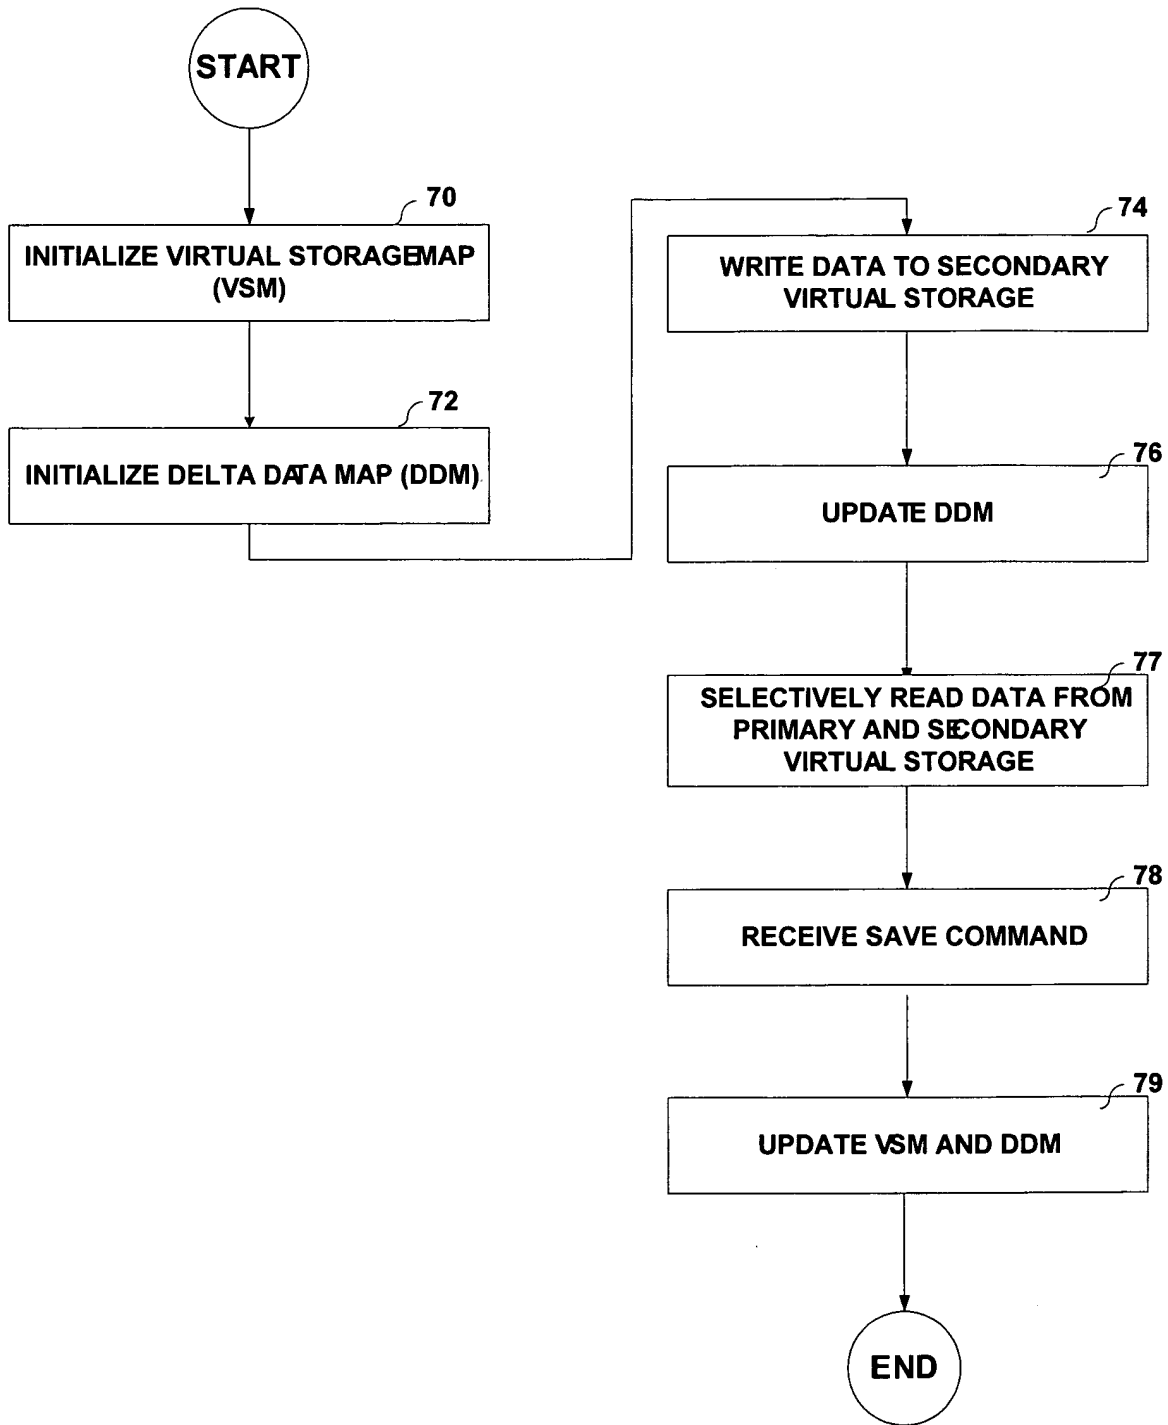 START
70
INITIALIZE VIRTUAL STORAGE MAP
(VSM)
72
INITIALIZE DELTA DATA MAP (DDM)
74
WRITE DATA TO SECONDARY
VIRTUAL STORAGE
76
UPDATE DDM
77
SELECTIVELY READ DATA FROM
PRIMARY AND SECONDARY
VIRTUAL STORAGE
78
RECEIVE SAVE COMMAND
79
UPDATE VSM AND DDM
END